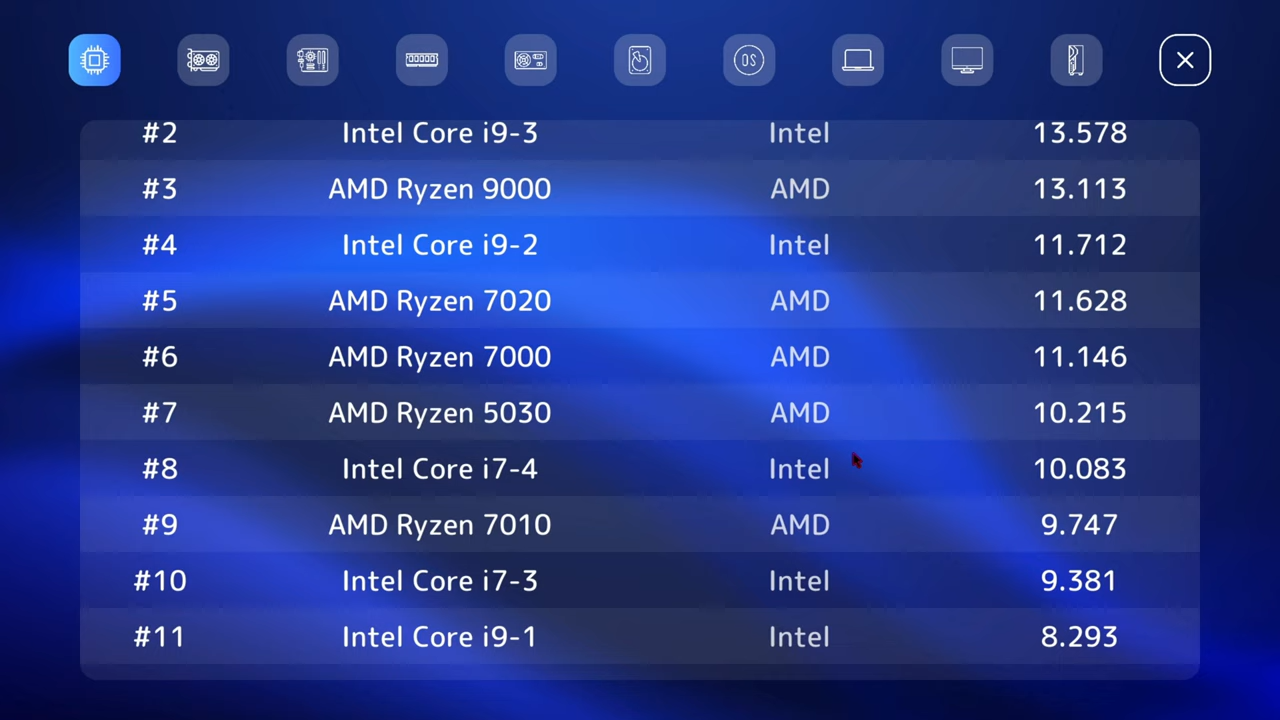 OS
#2 Intel Core i9-3 Intel 13.578
#3 AMD Ryzen 9000 AMD 13.113
#4 Intel Core i9-2 Intel 11.712
#5 AMD Ryzen 7020 AMD 11.628
#6 AMD Ryzen 7000 AMD 11.146
#7 AMD Ryzen 5030 AMD 10.215
#8 Intel Core i7-4 Intel 10.083
#9 AMD Ryzen 7010 AMD 9.747
#10 Intel Core i7-3 Intel 9.381
#11 Intel Core i9-1 Intel 8.293